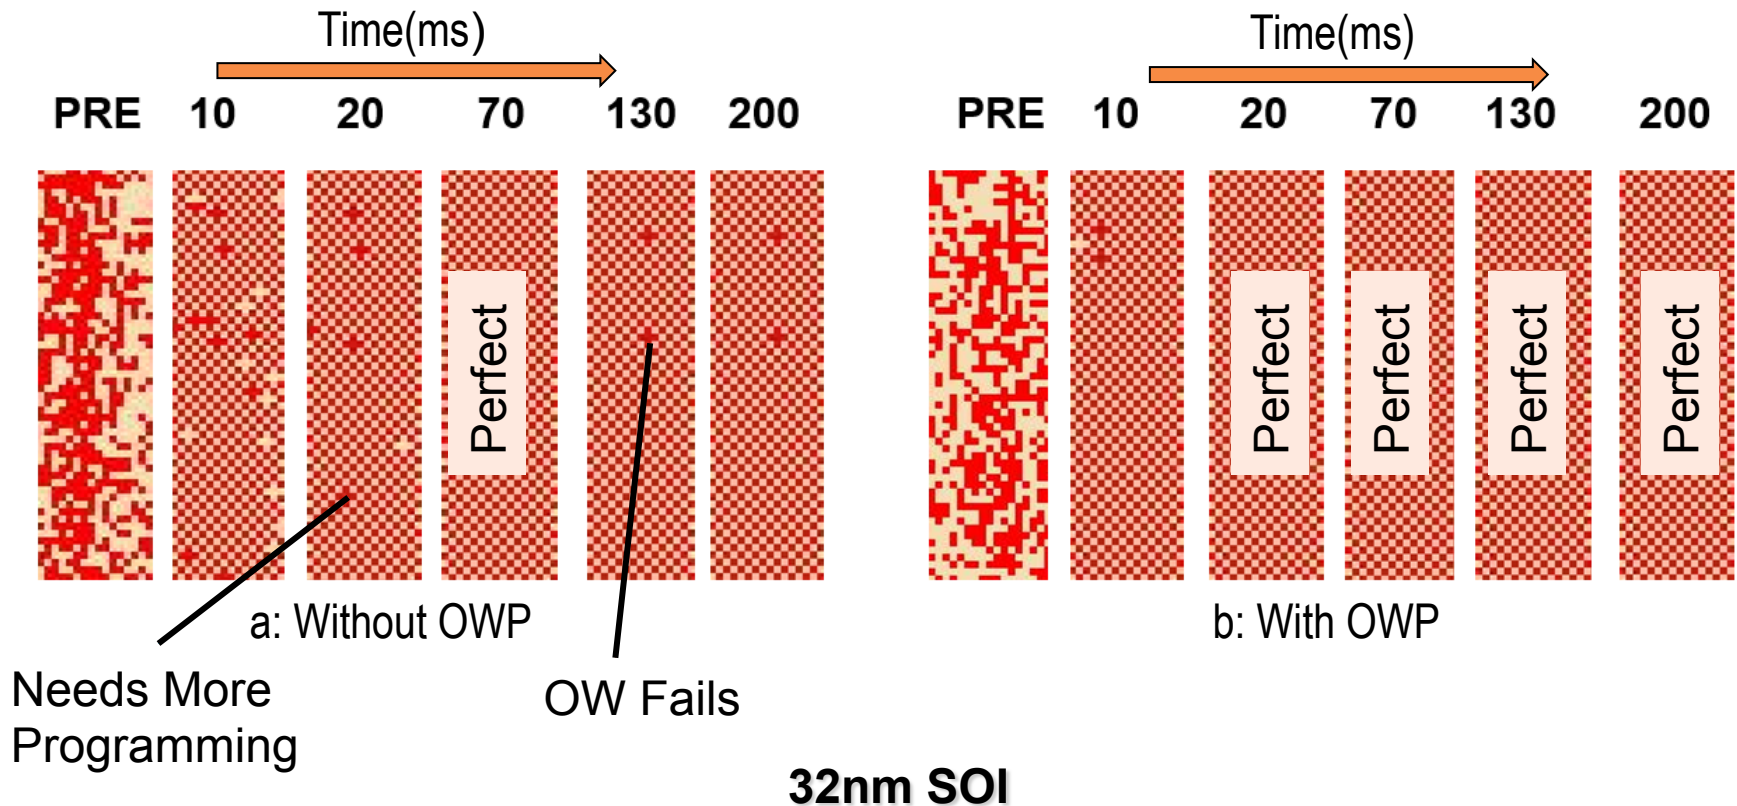 Time(ms)
PRE 10 20 70 130 200
Perfect
a: Without OWP
Needs More
Programming
OW Fails
Time(ms)
PRE 10 20 70 130 200
Perfect
Perfect
Perfect
Perfect
b: With OWP
32nm SOI